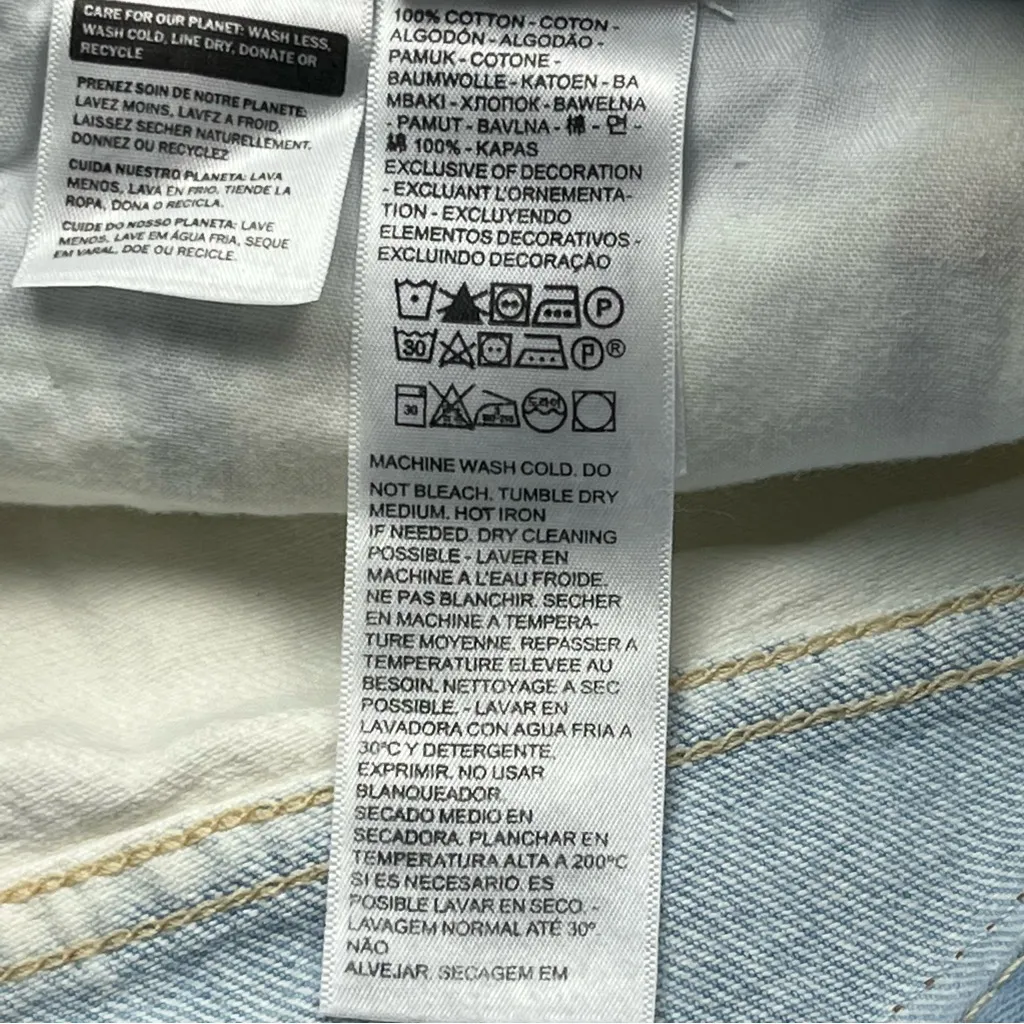 CARE FOR OUR PLANET: WASH LESS,
WASH COLD, LINE DRY, DONATE OR
RECYCLE
PRENEZ SOIN DE NOTRE PLANETE:
LAVEZ MOINS, LAVEZ A FROID,
LAISSEZ SECHER NATURELLEMENT.
DONNEZ OU RECYCLEZ
CUIDA NUESTRO PLANETA: LAVA
MENOS, LAVA EN FRIO, TIENDE LA
ROPA, DONA O RECICLA.
CUIDE DO NOSSO PLANETA: LAVE
MENOS, LAVE EM ÁGUA FRIA, SEQUE
EM VARAL, DOE OU RECICLE.
100% COTTON - COTON -
ALGODÓN - ALGODÃO -
PAMUK - COTONE -
BAUMWOLLE - KATOEN - BA
MBAKI - ХЛОПОК - BAWEŁNA
- PAMUT - BAVLNA - 棉 - 면 -
綿 100% - KAPAS
EXCLUSIVE OF DECORATION
- EXCLUANT L'ORNEMENTA-
TION - EXCLUYENDO
ELEMENTOS DECORATIVOS -
EXCLUINDO DECORAÇÃO
P
30 P ®
30 드라이
MACHINE WASH COLD. DO
NOT BLEACH. TUMBLE DRY
MEDIUM. HOT IRON
IF NEEDED. DRY CLEANING
POSSIBLE - LAVER EN
MACHINE A L'EAU FROIDE.
NE PAS BLANCHIR. SECHER
EN MACHINE A TEMPERA-
TURE MOYENNE. REPASSER A
TEMPERATURE ELEVEE AU
BESOIN. NETTOYAGE A SEC
POSSIBLE. - LAVAR EN
LAVADORA CON AGUA FRIA A
30°C Y DETERGENTE.
EXPRIMIR. NO USAR
BLANQUEADOR.
SECADO MEDIO EN
SECADORA. PLANCHAR EN
TEMPERATURA ALTA A 200°C
SI ES NECESARIO. ES
POSIBLE LAVAR EN SECO. -
LAVAGEM NORMAL ATÉ 30°
NÃO
ALVEJAR. SECAGEM EM